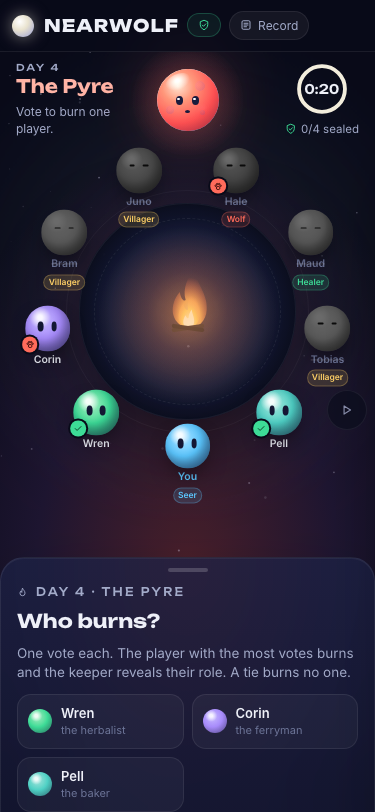 NEARWOLF
Record
DAY 4
The Pyre
Vote to burn one
player.
0:20
0/4 sealed
Juno
Villager
Hale
Wolf
Bram
Villager
Maud
Healer
Corin
Tobias
Villager
Wren
Pell
You
Seer
DAY 4 · THE PYRE
Who burns?
One vote each. The player with the most votes burns
and the keeper reveals their role. A tie burns no one.
Wren
the herbalist
Corin
the ferryman
Pell
the baker